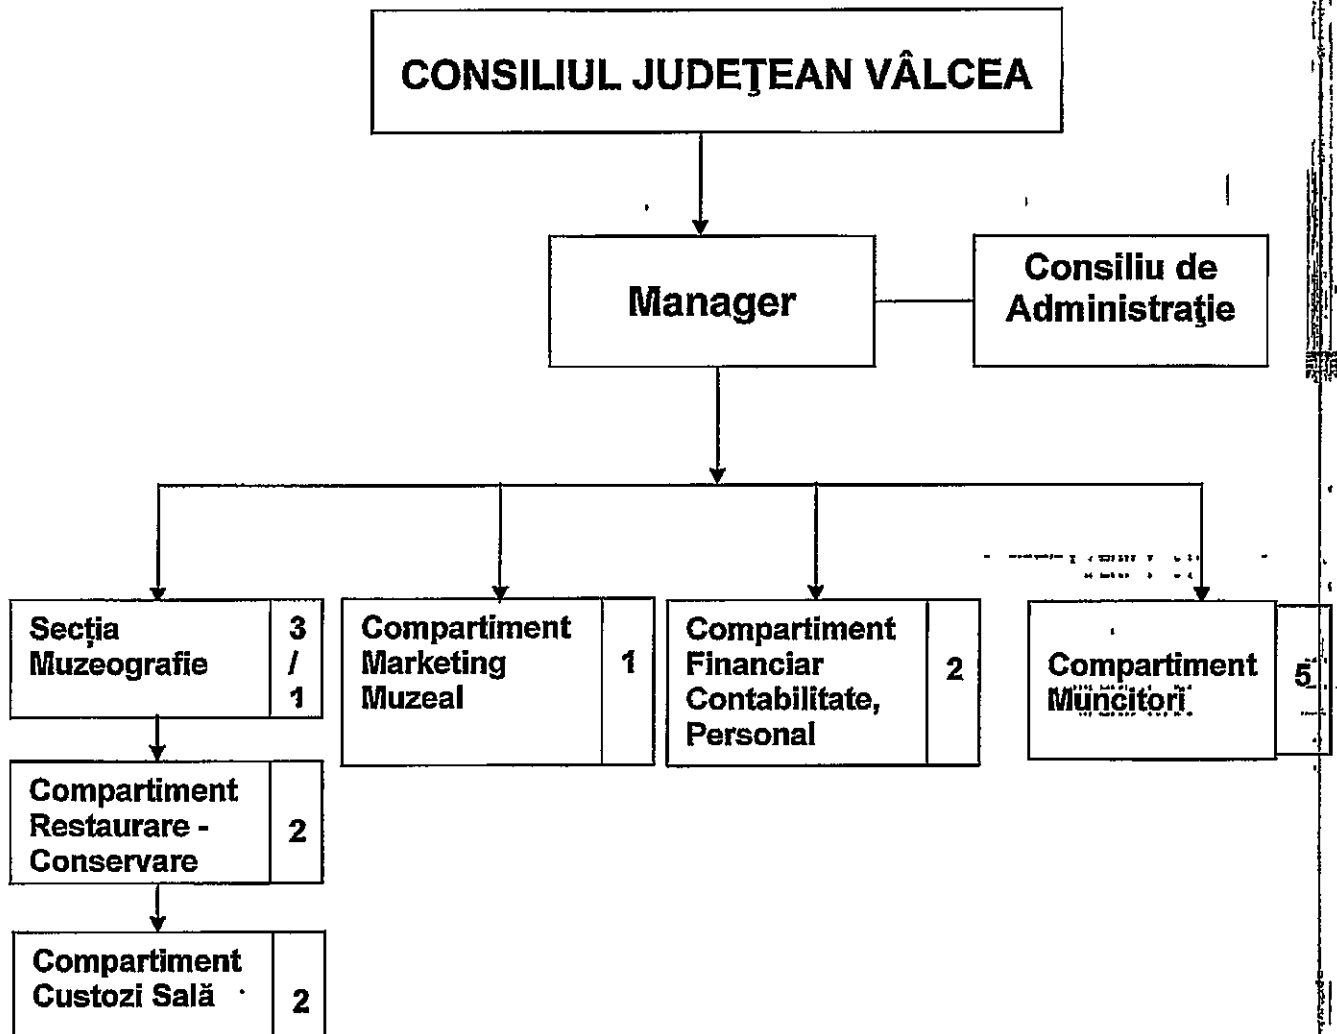 CONSILIUL JUDEŢEAN VÂLCEA
Manager
Consiliu de
Administraţie
Secția
Muzeografie
3
/
1
Compartiment
Marketing
Muzeal
1
Compartiment
Financiar
Contabilitate,
Personal
2
Compartiment
Muncitori
5
Compartiment
Restaurare -
Conservare
2
Compartiment
Custozi Sală
2